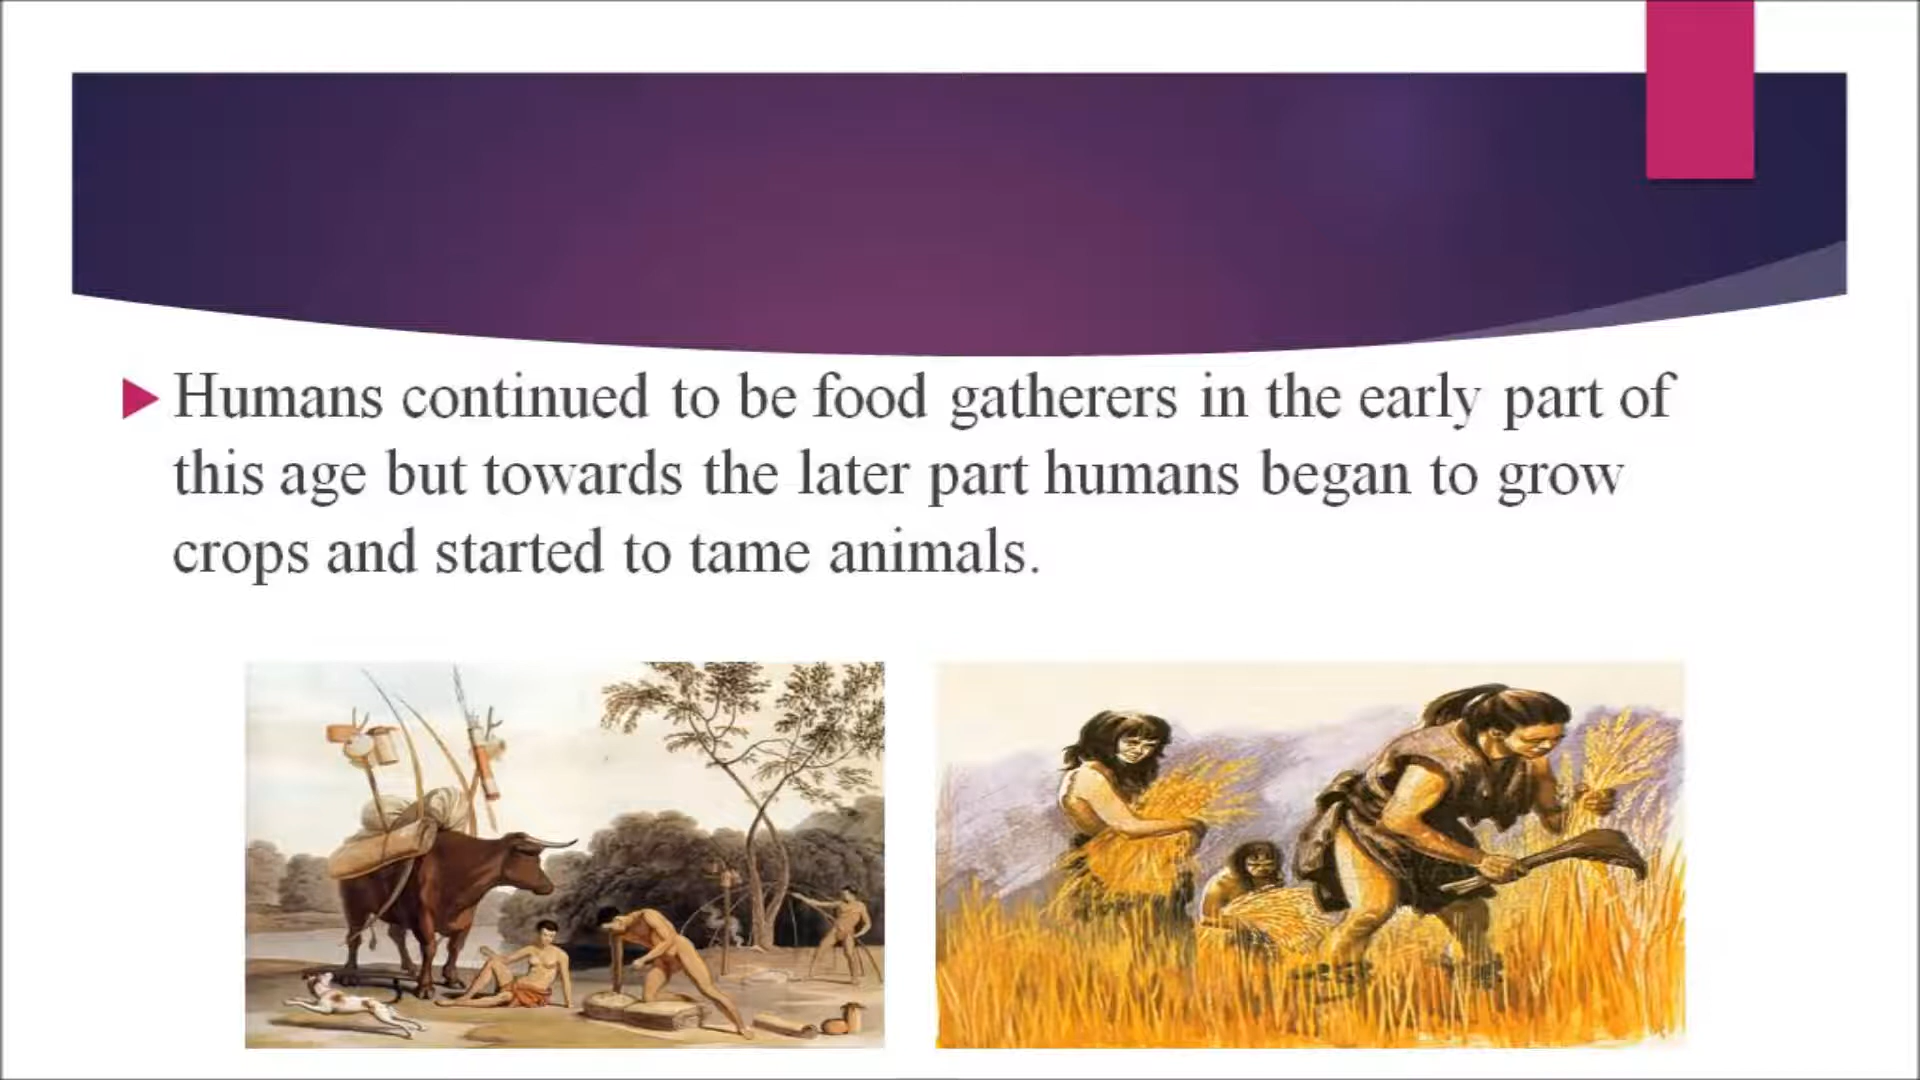 Humans continued to be food gatherers in the early part of
this age but towards the later part humans began to grow
crops and started to tame animals.